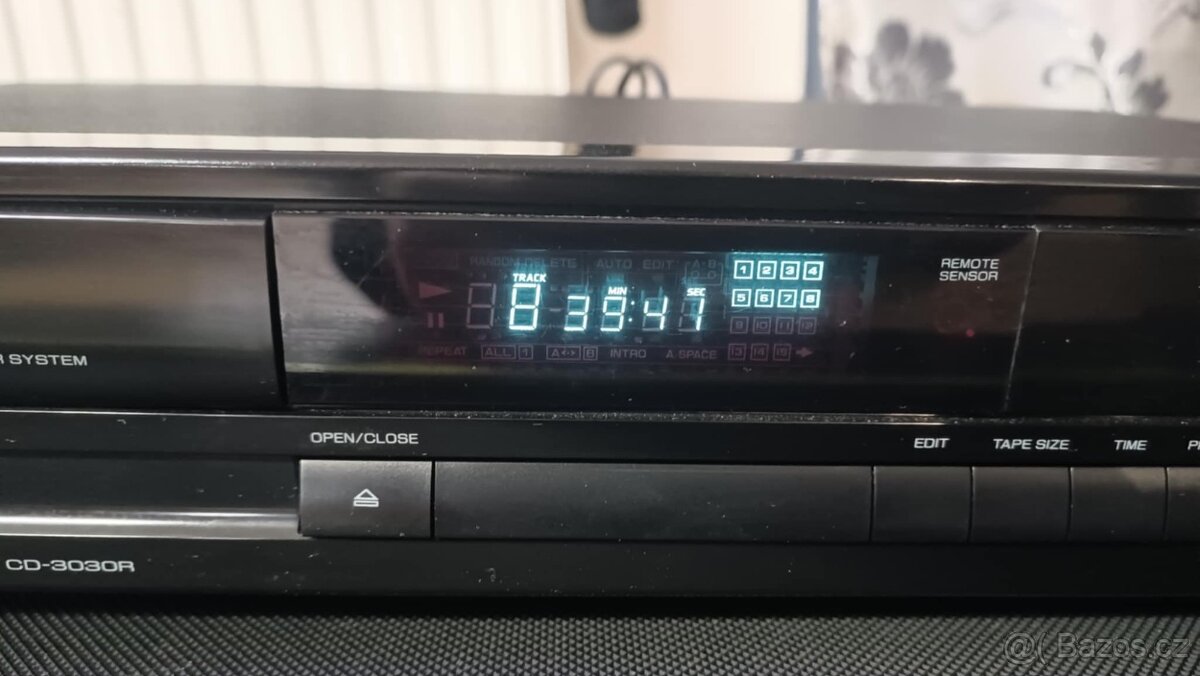 RANDOM DELETE AUTO EDIT A-B
TRACK MIN SEC
8 39:47
1 2 3 4
5 6 7 8
9 10 11 12
13 14 15
REPEAT ALL 1 A B INTRO A.SPACE
REMOTE
SENSOR
SYSTEM
OPEN/CLOSE
EDIT TAPE SIZE TIME
CD-3030R
Bazos.cz